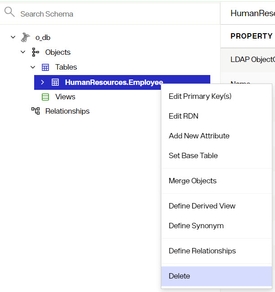 Search Schema
HumanResour
PROPERTY
o_db
Objects
LDAP ObjectC
Tables
HumanResources.Employee
Name
Views
Relationships
Edit Primary Key(s)
Edit RDN
Add New Attribute
Set Base Table
Merge Objects
Define Derived View
Define Synonym
Define Relationships
Delete